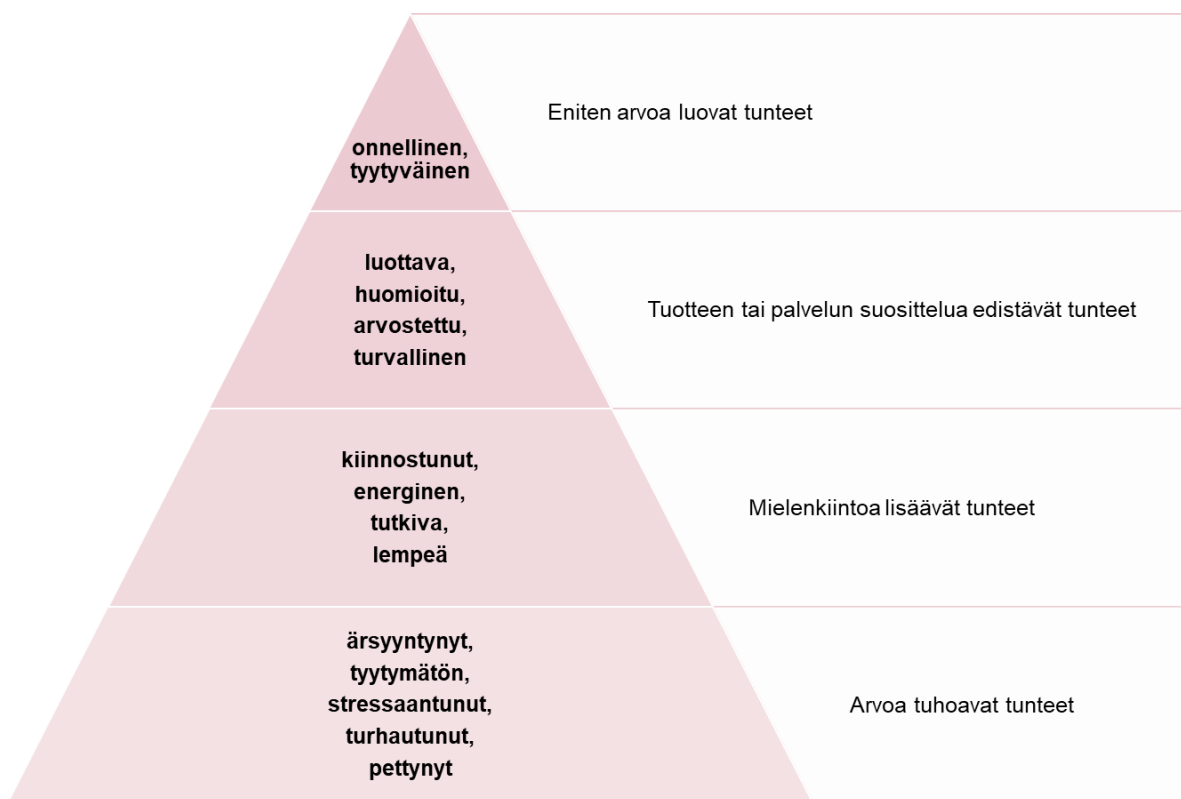 Eniten arvoa luovat tunteet
onnellinen,
tyytyväinen
luottava,
huomioitu,
arvostettu,
turvallinen
Tuotteen tai palvelun suosittelua edistävät tunteet
kiinnostunut,
energinen,
tutkiva,
lempeä
Mielenkiintoa lisäävät tunteet
ärsyyntynyt,
tyytymätön,
stressaantunut,
turhautunut,
pettynyt
Arvoa tuhoavat tunteet